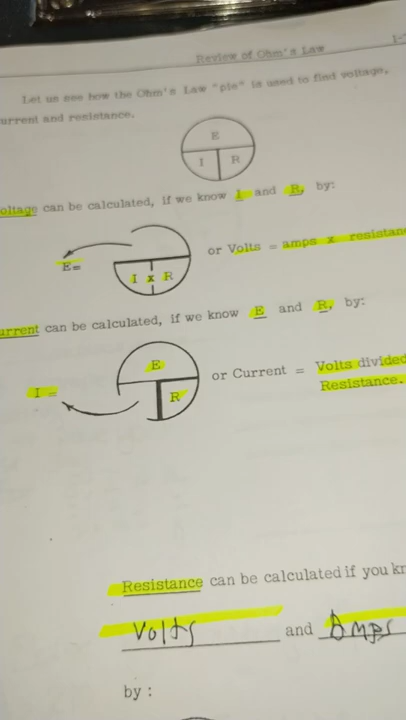 Review of Ohm's Law
1-
Let us see how the Ohm's Law "pie" is used to find voltage,
urrent and resistance.
E
I R
oltage can be calculated, if we know I and R, by:
E=
I x R
or Volts = amps x resistan
urrent can be calculated, if we know E and R, by:
E
I =
R
or Current = Volts divided
Resistance.
Resistance can be calculated if you kn
Volts and Amps
by :